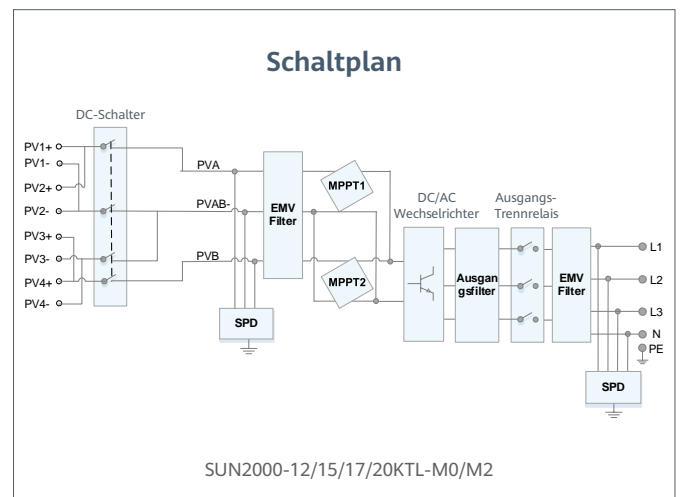 Schaltplan
DC-Schalter
PV1+
PV1-
PV2+
PV2-
PV3+
PV3-
PV4+
PV4-
PVA
PVAB-
PVB
EMV
Filter
SPD
MPPT1
MPPT2
DC/AC
Wechselrichter
Ausgan
gsfilter
Ausgangs-
Trennrelais
EMV
Filter
L1
L2
L3
N
PE
SPD
SUN2000-12/15/17/20KTL-M0/M2